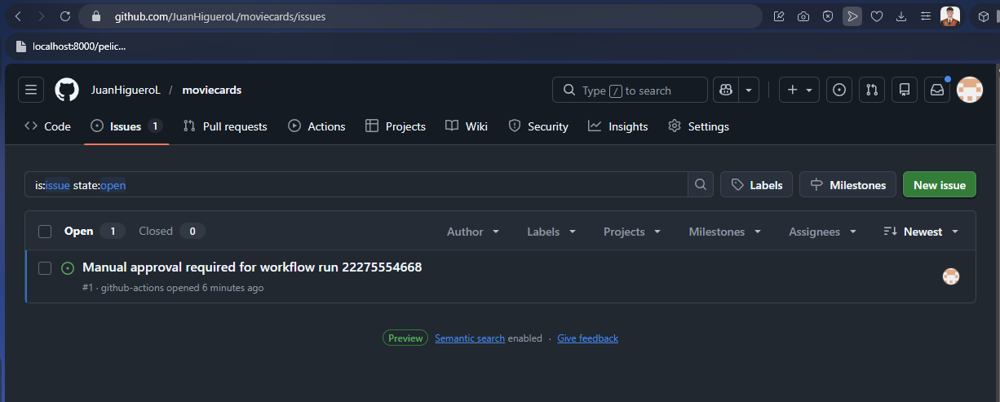 github.com/JuanHigueroL/moviecards/issues
localhost:8000/pelic...
JuanHigueroL / moviecards
Type / to search
Code Issues 1 Pull requests Actions Projects Wiki Security Insights Settings
is:issue state:open
Labels Milestones New issue
Open 1 Closed 0 Author Labels Projects Milestones Assignees Newest
Manual approval required for workflow run 22275554668
#1 · github-actions opened 6 minutes ago
Preview Semantic search enabled · Give feedback